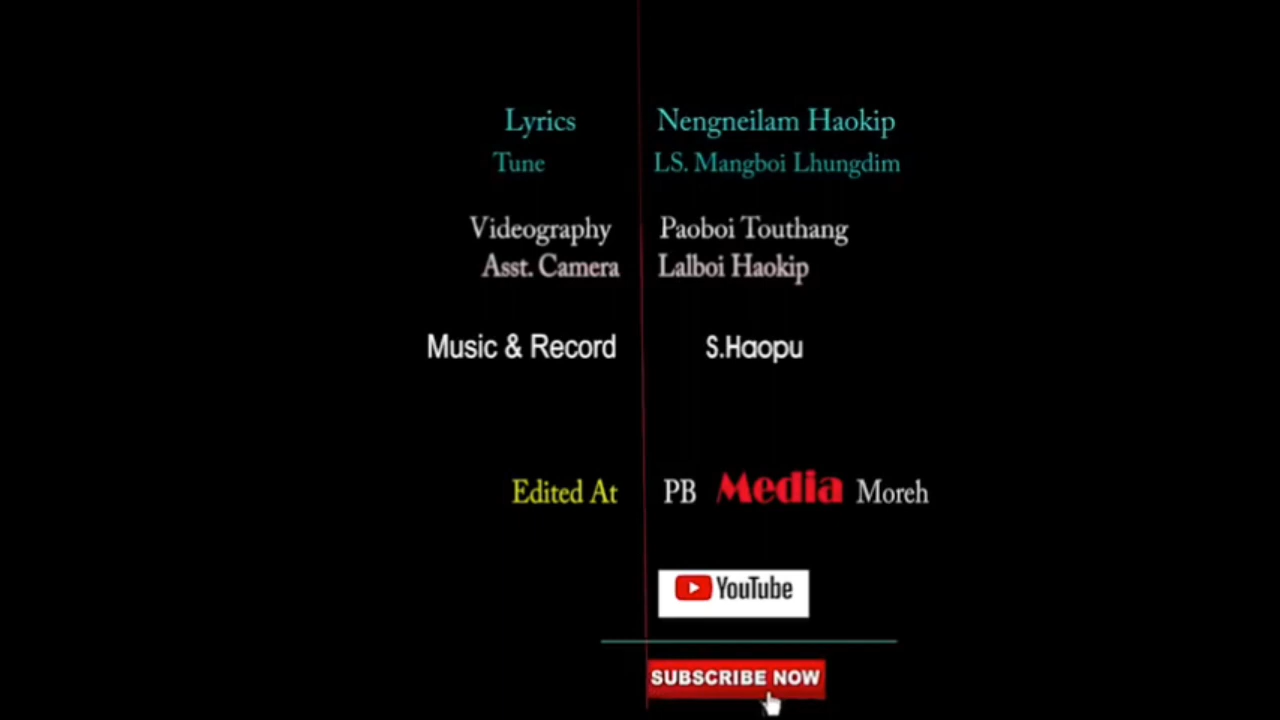 Lyrics Nengneilam Haokip
Tune LS. Mangboi Lhungdim
Videography Paoboi Touthang
Asst. Camera Lalboi Haokip
Music & Record S.Haopu
Edited At PB Media Moreh
YouTube
SUBSCRIBE NOW